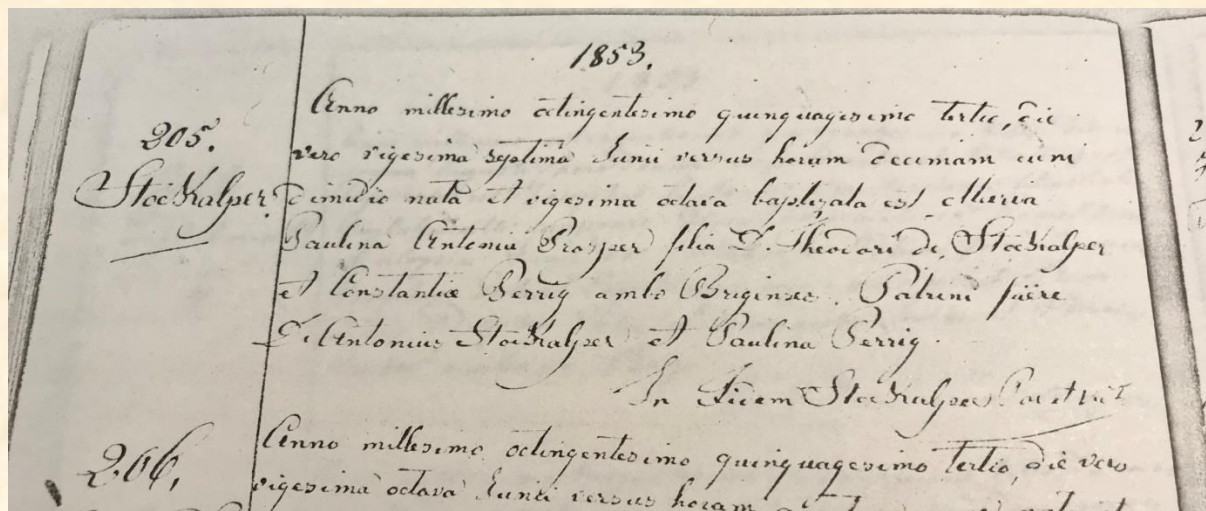 1853.
205.
Stockalper.
Anno millesimo octingentesimo quinquagesimo tertio, die
vero vigesima septima Junii versus horam decimam cum
dimidio nata et vigesima octava baptizata est Maria
Paulina Antonia Prosper filia D. Theodori de Stockalper
et Constantiæ Perrig ambo Brigenses. Patrini fuëre
D. Antonius Stockalper et Paulina Perrig.
In Fidem Stockalper
206.
Anno millesimo octingentesimo quinquagesimo tertio, die vero
vigesima octava Junii versus horam